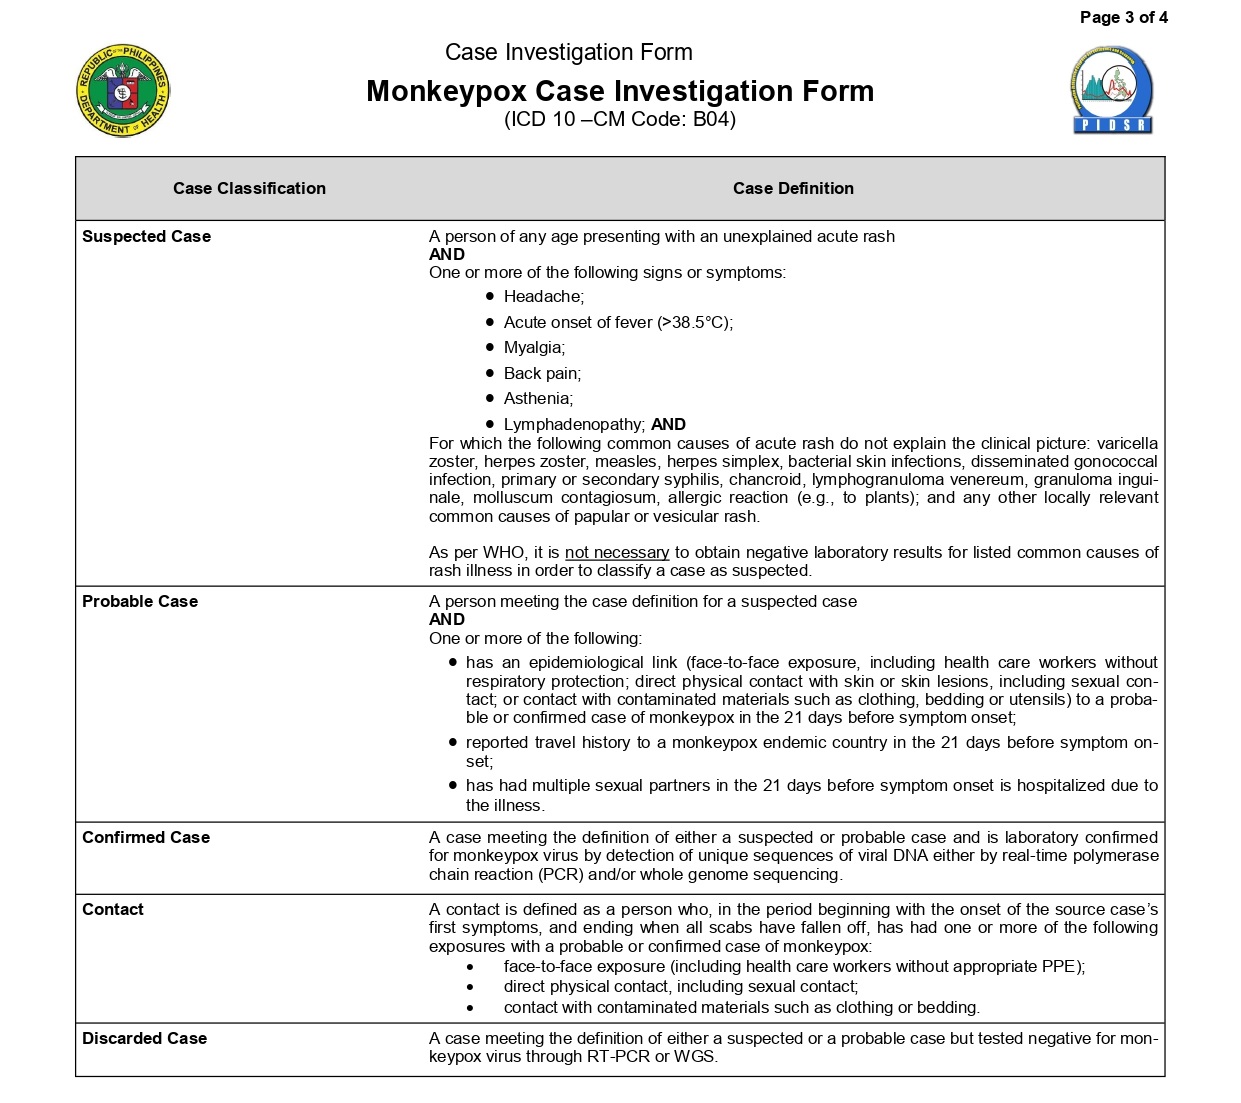 Page 3 of 4
Case Investigation Form
Monkeypox Case Investigation Form
(ICD 10 –CM Code: B04)
REPUBLIC OF THE PHILIPPINES
DEPARTMENT OF HEALTH
PIDSR
Case Classification
Case Definition
Suspected Case
A person of any age presenting with an unexplained acute rash
AND
One or more of the following signs or symptoms:
● Headache;
● Acute onset of fever (>38.5°C);
● Myalgia;
● Back pain;
● Asthenia;
● Lymphadenopathy; AND
For which the following common causes of acute rash do not explain the clinical picture: varicella
zoster, herpes zoster, measles, herpes simplex, bacterial skin infections, disseminated gonococcal
infection, primary or secondary syphilis, chancroid, lymphogranuloma venereum, granuloma ingui-
nale, molluscum contagiosum, allergic reaction (e.g., to plants); and any other locally relevant
common causes of papular or vesicular rash.
As per WHO, it is not necessary to obtain negative laboratory results for listed common causes of
rash illness in order to classify a case as suspected.
Probable Case
A person meeting the case definition for a suspected case
AND
One or more of the following:
● has an epidemiological link (face-to-face exposure, including health care workers without
respiratory protection; direct physical contact with skin or skin lesions, including sexual con-
tact; or contact with contaminated materials such as clothing, bedding or utensils) to a proba-
ble or confirmed case of monkeypox in the 21 days before symptom onset;
● reported travel history to a monkeypox endemic country in the 21 days before symptom on-
set;
● has had multiple sexual partners in the 21 days before symptom onset is hospitalized due to
the illness.
Confirmed Case
A case meeting the definition of either a suspected or probable case and is laboratory confirmed
for monkeypox virus by detection of unique sequences of viral DNA either by real-time polymerase
chain reaction (PCR) and/or whole genome sequencing.
Contact
A contact is defined as a person who, in the period beginning with the onset of the source case’s
first symptoms, and ending when all scabs have fallen off, has had one or more of the following
exposures with a probable or confirmed case of monkeypox:
• face-to-face exposure (including health care workers without appropriate PPE);
• direct physical contact, including sexual contact;
• contact with contaminated materials such as clothing or bedding.
Discarded Case
A case meeting the definition of either a suspected or a probable case but tested negative for mon-
keypox virus through RT-PCR or WGS.